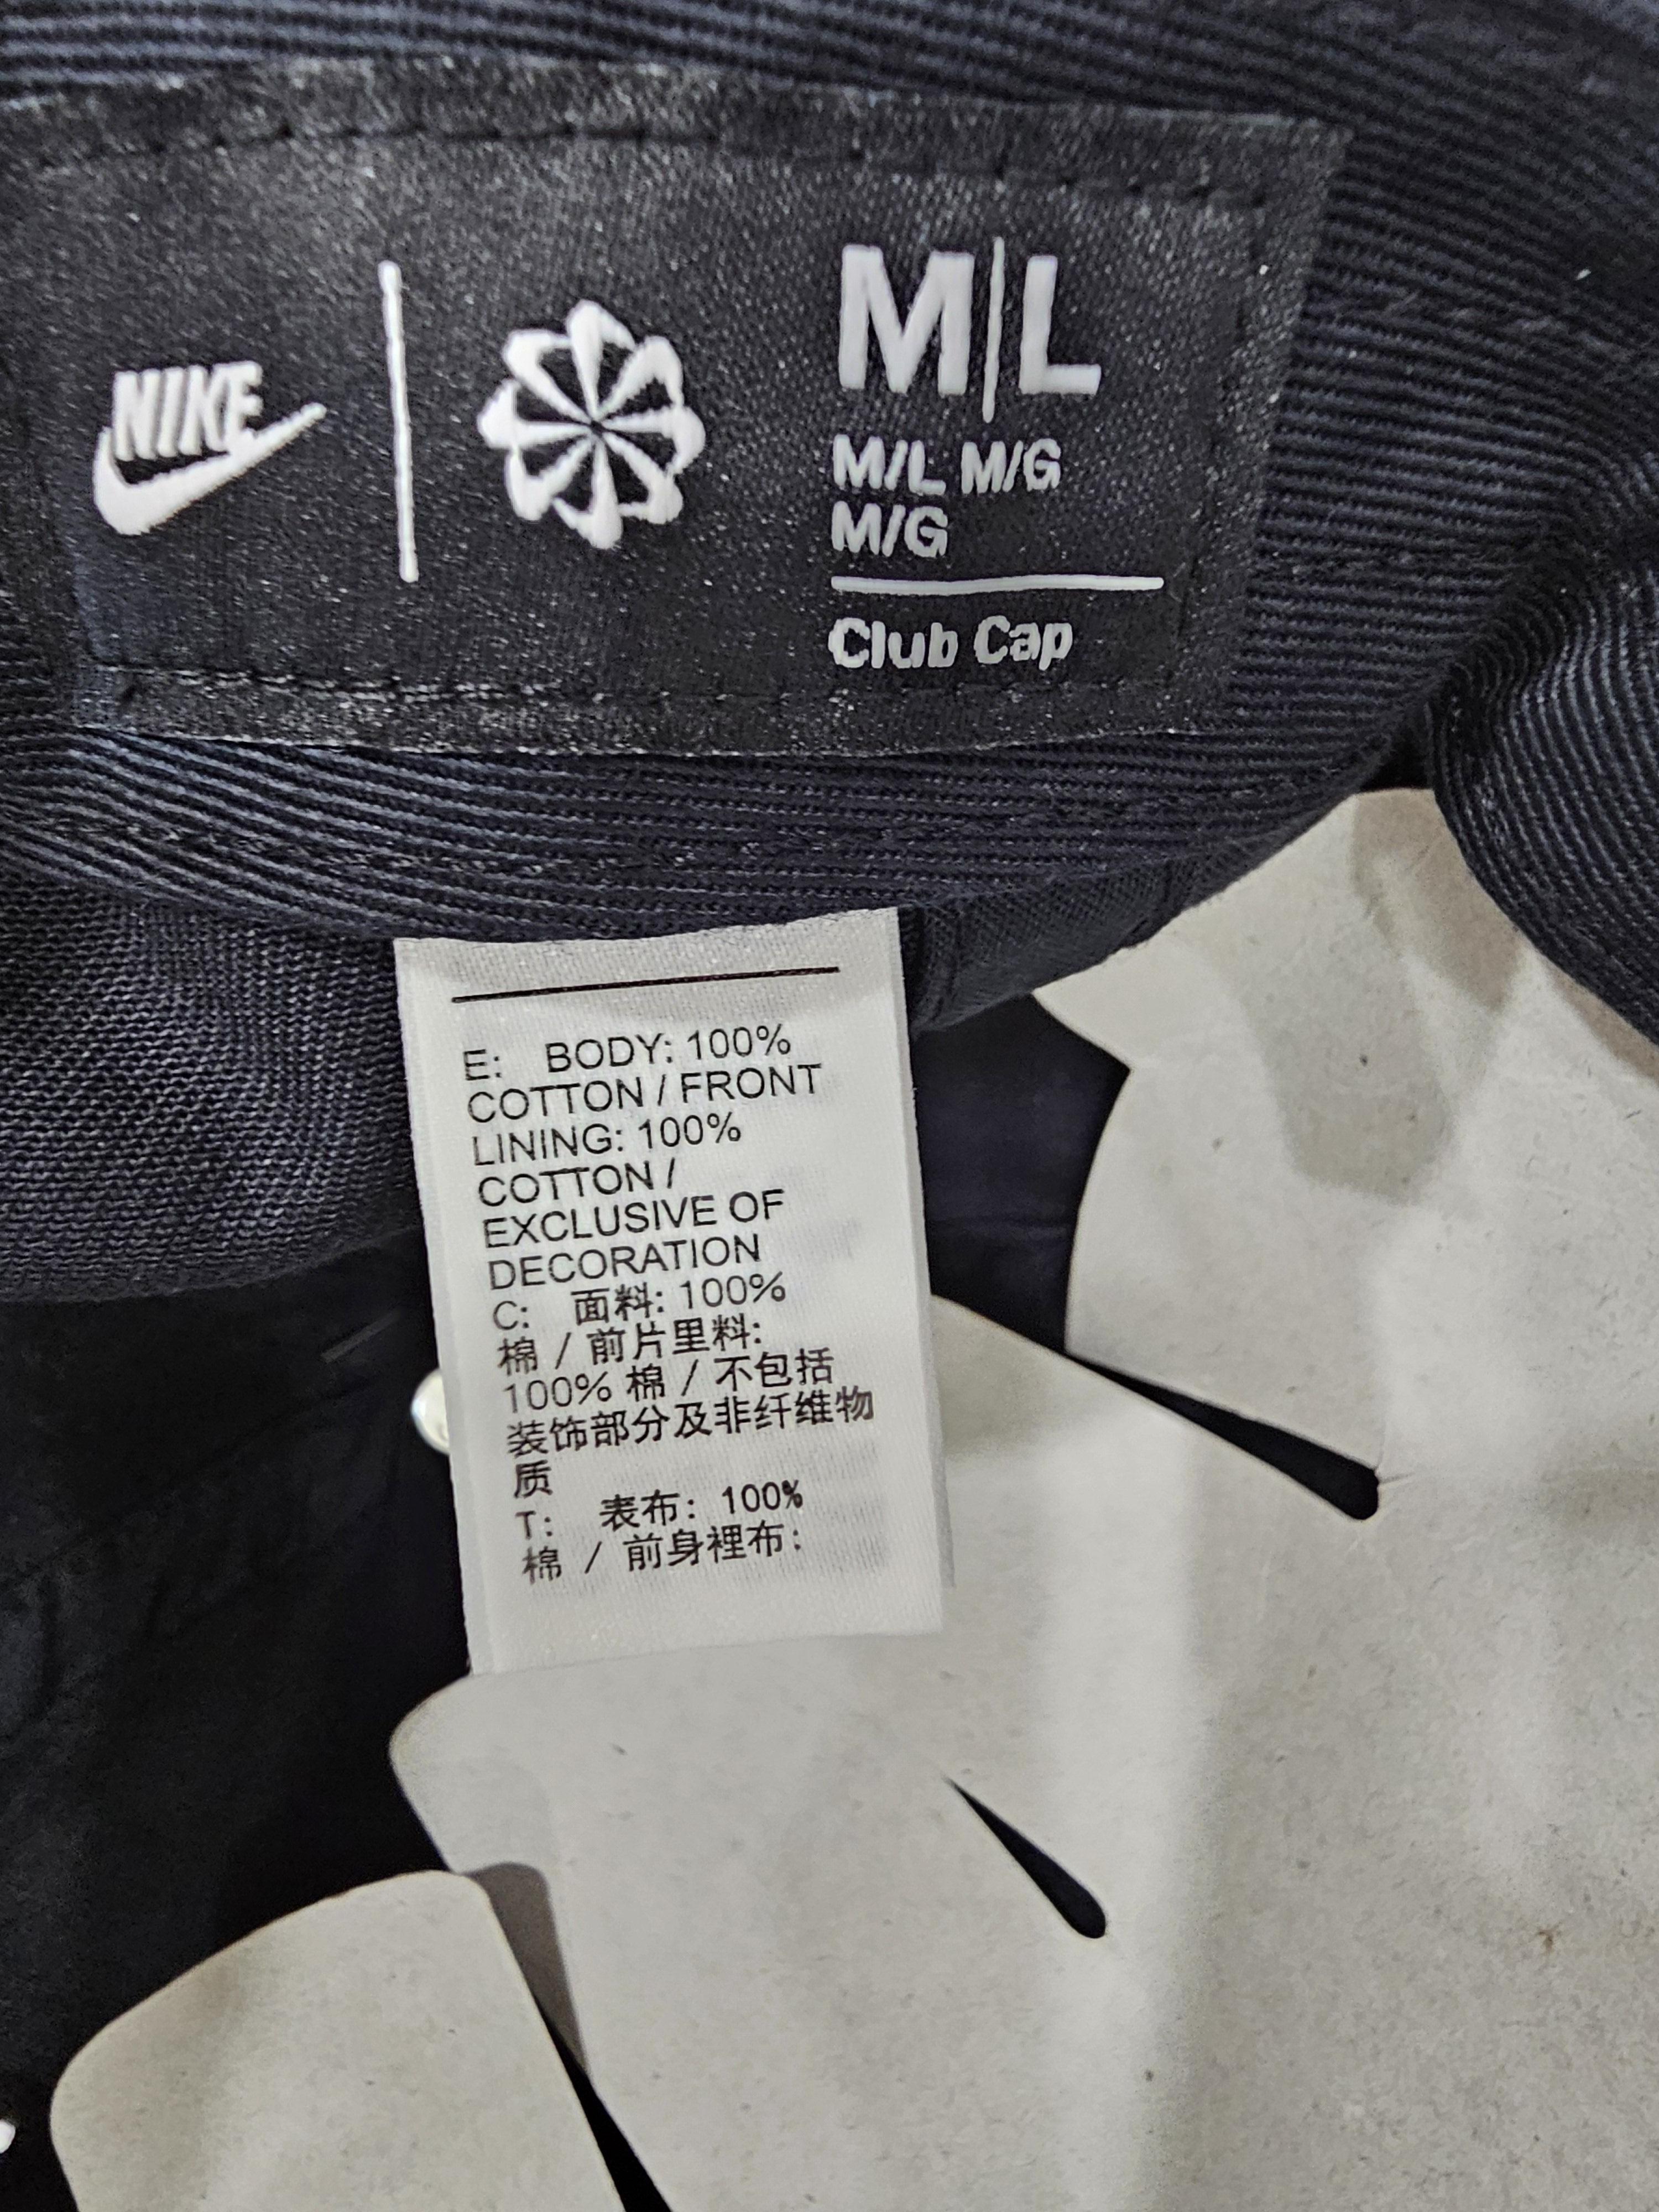 NIKE
M|L
M/L M/G
M/G
Club Cap
E: BODY: 100%
COTTON / FRONT
LINING: 100%
COTTON /
EXCLUSIVE OF
DECORATION
C: 面料: 100%
棉 / 前片里料:
100% 棉 / 不包括
装饰部分及非纤维物
质
T: 表布: 100%
棉 / 前身裡布: